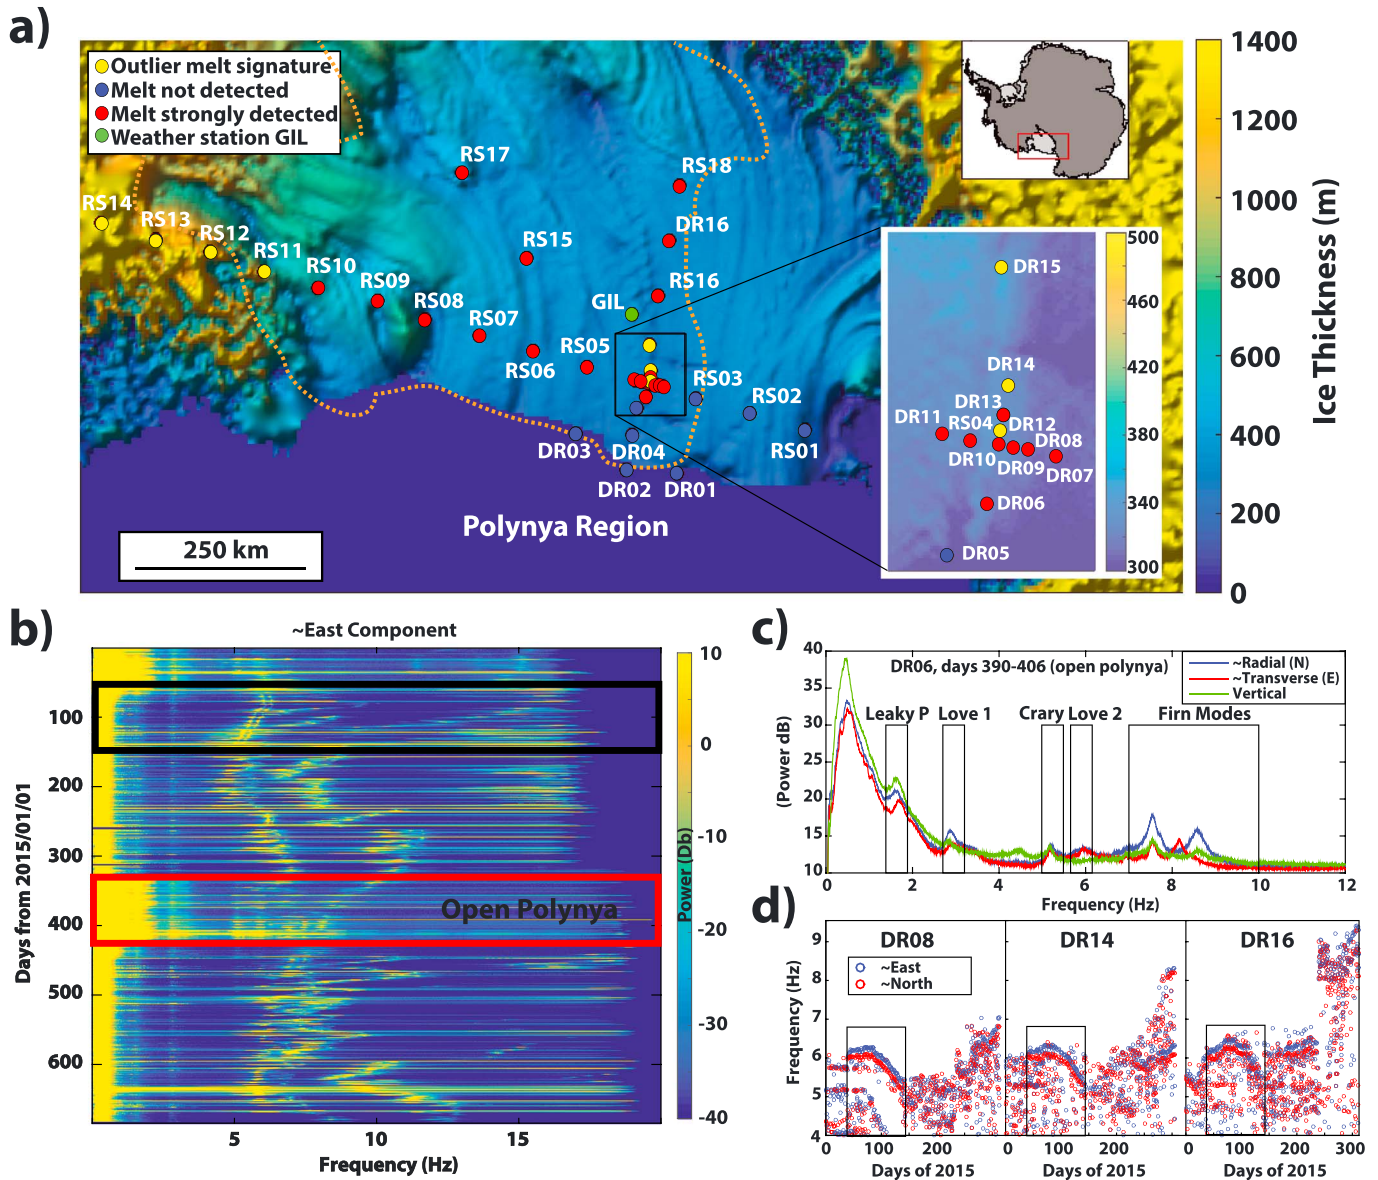 a)
Outlier melt signature
Melt not detected
Melt strongly detected
Weather station GIL
RS17
RS18
RS14
RS13
RS12
RS11
RS10
RS09
RS08
RS07
RS06
RS05
RS15
DR16
RS16
GIL
RS03
RS02
RS01
DR03
DR04
DR02
DR01
Polynya Region
250 km
DR15
DR14
DR13
DR11
RS04
DR12
DR08
DR10
DR09
DR07
DR06
DR05
500
460
420
380
340
300
1400
1200
1000
800
600
400
200
0
Ice Thickness (m)
b)
~East Component
100
200
300
400
500
600
Days from 2015/01/01
Open Polynya
5
10
15
Frequency (Hz)
10
0
-10
-20
-30
-40
Power (Db)
c)
DR06, days 390-406 (open polynya)
~Radial (N)
~Transverse (E)
Vertical
Leaky P
Love 1
Crary
Love 2
Firn Modes
40
35
30
25
20
15
10
(Power dB)
0
2
4
6
8
10
12
Frequency (Hz)
d)
DR08
DR14
DR16
~East
~North
9
8
7
6
5
4
Frequency (Hz)
0
100
200
0
100
200
0
100
200
300
Days of 2015
Days of 2015
Days of 2015